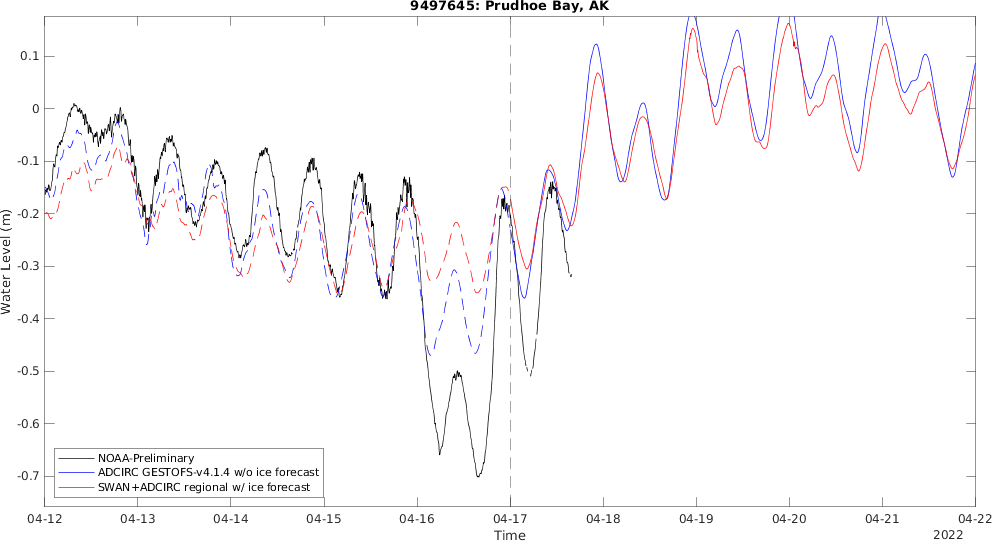 9497645: Prudhoe Bay, AK
Water Level (m)
0.1
0
-0.1
-0.2
-0.3
-0.4
-0.5
-0.6
-0.7
NOAA-Preliminary
ADCIRC GESTOFS-v4.1.4 w/o ice forecast
SWAN+ADCIRC regional w/ ice forecast
04-12 04-13 04-14 04-15 04-16 04-17 04-18 04-19 04-20 04-21 04-22
Time
2022